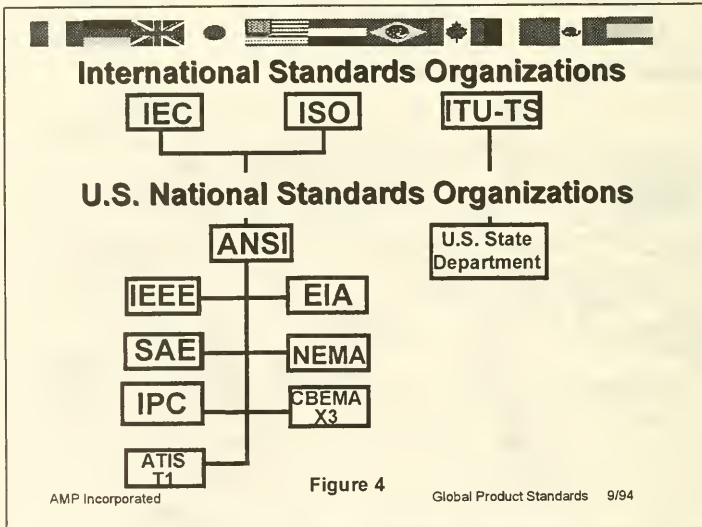 International Standards Organizations
IEC ISO ITU-TS
U.S. National Standards Organizations
ANSI
U.S. State
Department
IEEE EIA
SAE NEMA
IPC
CBEMA
X3
ATIS
T1
Figure 4
AMP Incorporated
Global Product Standards 9/94